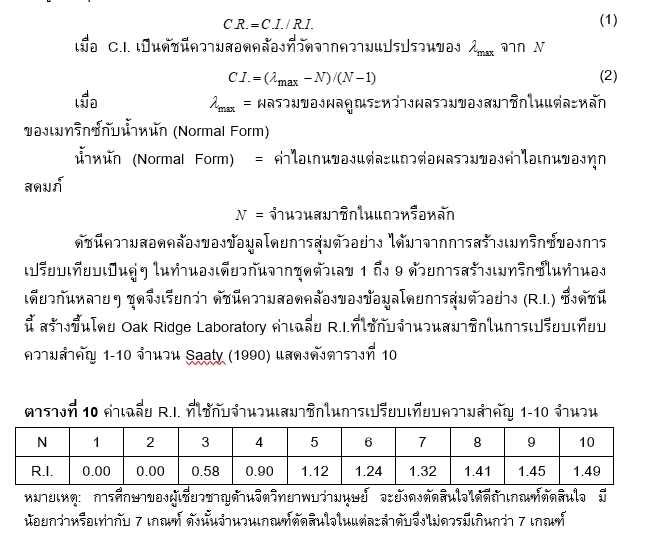 C.R.=C.I./R.I. (1)
เมื่อ C.I. เป็นดัชนีความสอดคล้องที่วัดจากความแปรปรวนของ λmax จาก N
C.I.=(λmax −N)/(N−1) (2)
เมื่อ λmax = ผลรวมของผลคูณระหว่างผลรวมของสมาชิกในแต่ละหลัก
ของเมทริกซ์กับน้ำหนัก (Normal Form)
น้ำหนัก (Normal Form) = ค่าไอเกนของแต่ละแถวต่อผลรวมของค่าไอเกนของทุก
สดมภ์
N = จำนวนสมาชิกในแถวหรือหลัก
ดัชนีความสอดคล้องของข้อมูลโดยการสุ่มตัวอย่าง ได้มาจากการสร้างเมทริกซ์ของการ
เปรียบเทียบเป็นคู่ๆ ในทำนองเดียวกันจากชุดตัวเลข 1 ถึง 9 ด้วยการสร้างเมทริกซ์ในทำนอง
เดียวกันหลายๆ ชุดจึงเรียกว่า ดัชนีความสอดคล้องของข้อมูลโดยการสุ่มตัวอย่าง (R.I.) ซึ่งดัชนี
นี้ สร้างขึ้นโดย Oak Ridge Laboratory ค่าเฉลี่ย R.I.ที่ใช้กับจำนวนสมาชิกในการเปรียบเทียบ
ความสำคัญ 1-10 จำนวน Saaty (1990) แสดงดังตารางที่ 10
ตารางที่ 10 ค่าเฉลี่ย R.I. ที่ใช้กับจำนวนเสมาชิกในการเปรียบเทียบความสำคัญ 1-10 จำนวน
N 1 2 3 4 5 6 7 8 9 10
R.I. 0.00 0.00 0.58 0.90 1.12 1.24 1.32 1.41 1.45 1.49
หมายเหตุ: การศึกษาของผู้เชี่ยวชาญด้านจิตวิทยาพบว่ามนุษย์ จะยังคงตัดสินใจได้ดีถ้าเกณฑ์ตัดสินใจ มี
น้อยกว่าหรือเท่ากับ 7 เกณฑ์ ดังนั้นจำนวนเกณฑ์ตัดสินใจในแต่ละลำดับจึงไม่ควรมีเกินกว่า 7 เกณฑ์